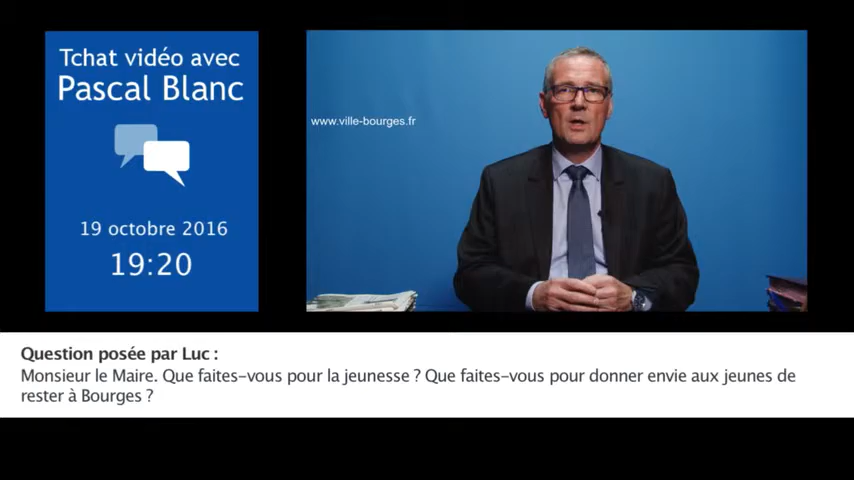 Tchat vidéo avec
Pascal Blanc
19 octobre 2016
19:20
www.ville-bourges.fr
Question posée par Luc :
Monsieur le Maire. Que faites-vous pour la jeunesse ? Que faites-vous pour donner envie aux jeunes de
rester à Bourges ?